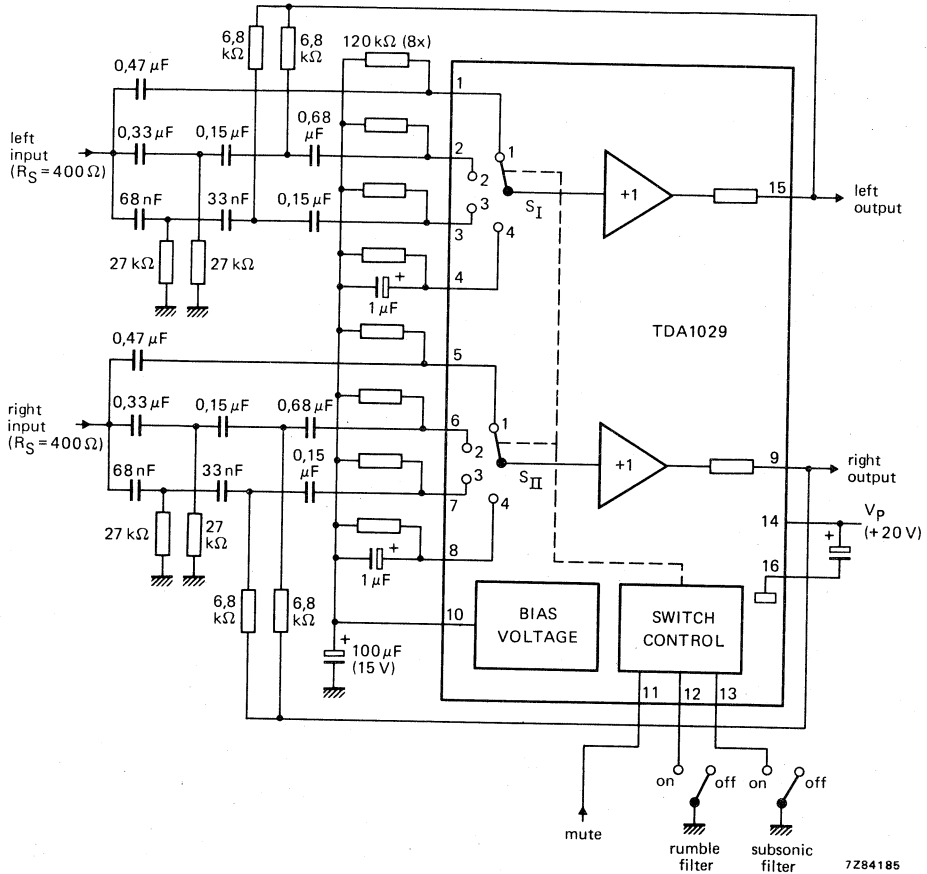 6,8
kΩ
6,8
kΩ
120 kΩ (8x)
0,47 μF
1
0,33 μF
0,15 μF
0,68
μF
left
input
(RS = 400 Ω)
2
1
2
3
4
SI
+1
15
left
output
68 nF
33 nF
0,15 μF
3
27 kΩ
27 kΩ
+
4
1 μF
TDA1029
0,47 μF
5
0,33 μF
0,15 μF
0,68 μF
right
input
(RS = 400 Ω)
6
1
2
3
4
SII
+1
9
right
output
68 nF
33 nF
0,15
μF
7
27 kΩ
27
kΩ
14
VP
(+20 V)
+
+
8
1 μF
16
6,8
kΩ
6,8
kΩ
10
BIAS
VOLTAGE
SWITCH
CONTROL
+
100 μF
(15 V)
11
12
13
on
off
on
off
mute
rumble
filter
subsonic
filter
7Z84185